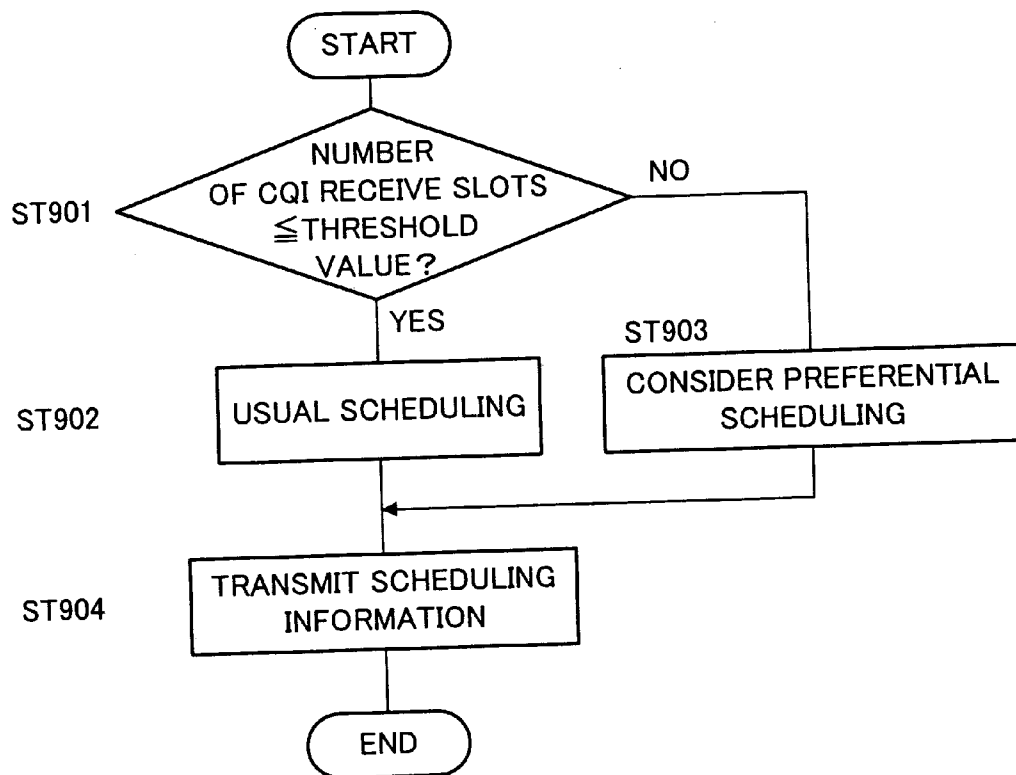 START
NUMBER
OF CQI RECEIVE SLOTS
≦THRESHOLD
VALUE?
ST901
NO
YES
ST903
CONSIDER PREFERENTIAL
SCHEDULING
ST902
USUAL SCHEDULING
ST904
TRANSMIT SCHEDULING
INFORMATION
END